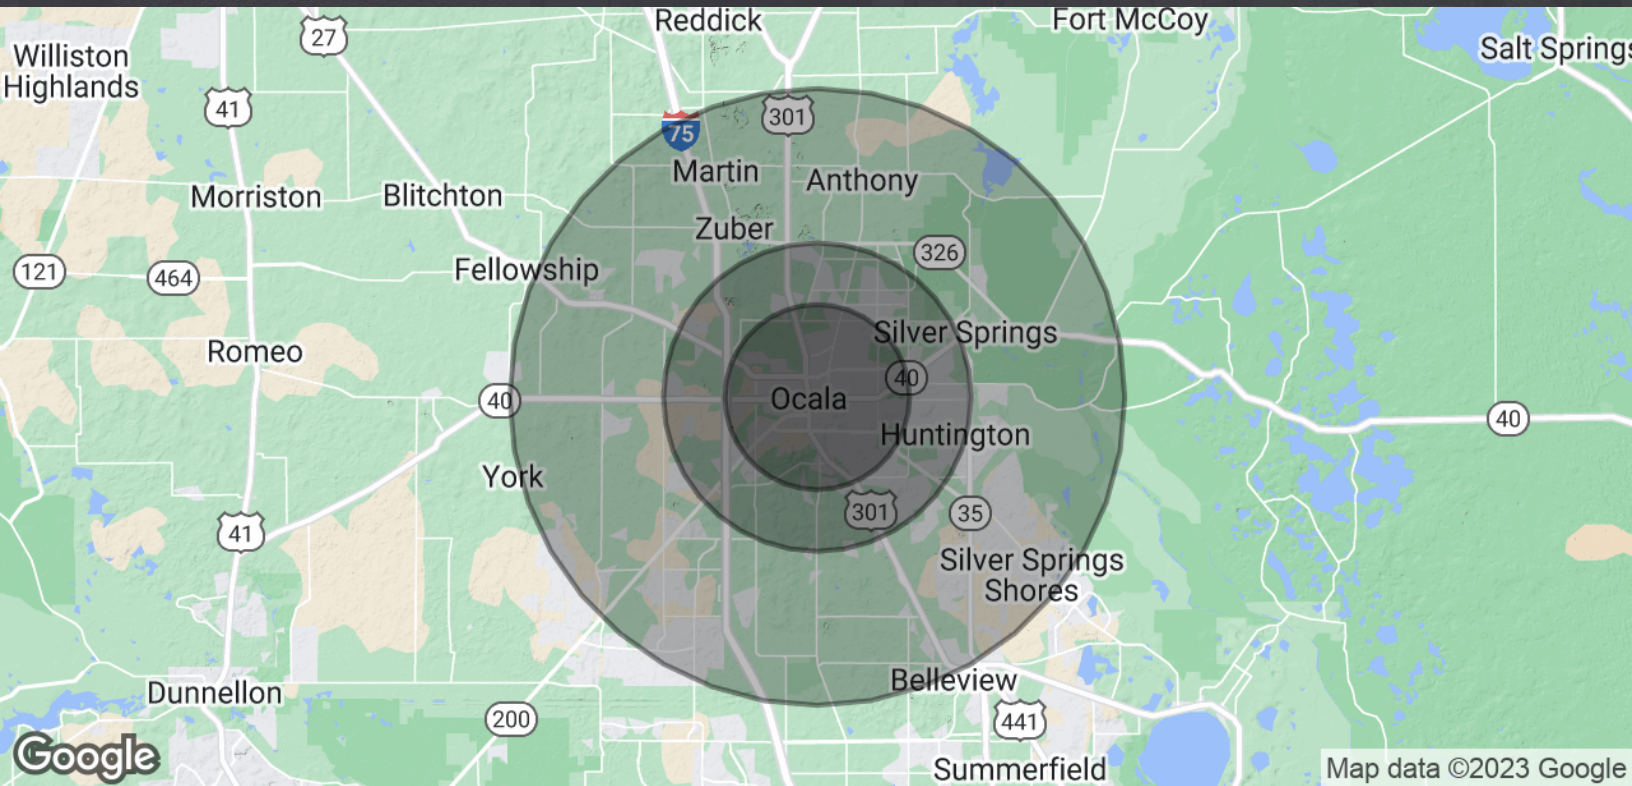 Reddick
Fort McCoy
27
Williston
Highlands
Salt Springs
41
301
75
Martin
Anthony
Morriston
Blitchton
Zuber
326
121
464
Fellowship
Silver Springs
Romeo
40
40
Ocala
40
Huntington
York
301
35
41
Silver Springs
Shores
Belleview
Dunnellon
200
441
Google
Summerfield
Map data ©2023 Google